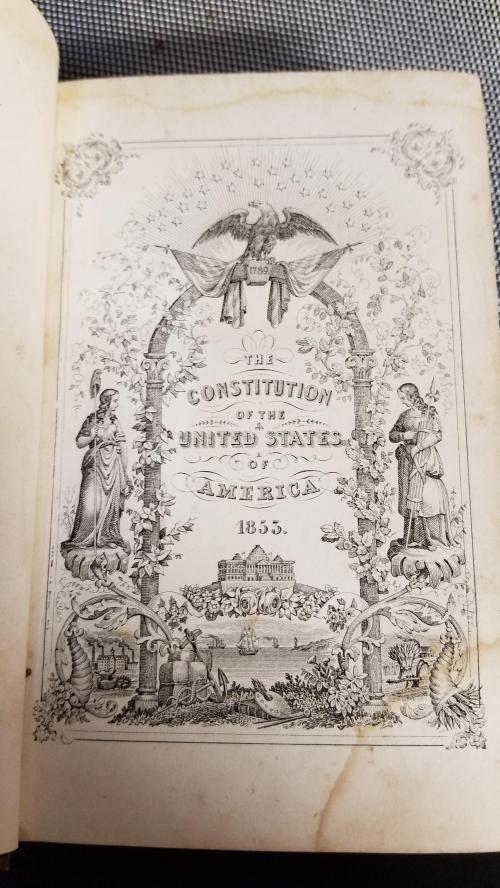 1789
THE
CONSTITUTION
OF THE
UNITED STATES
OF
AMERICA
1853.